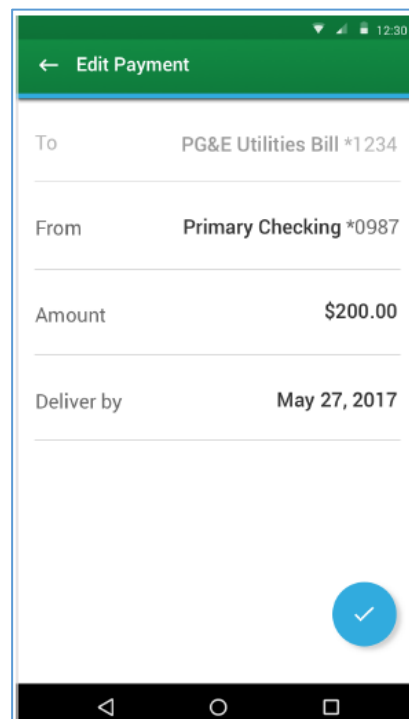 12:30
Edit Payment
To PG&E Utilities Bill *1234
From Primary Checking *0987
Amount $200.00
Deliver by May 27, 2017